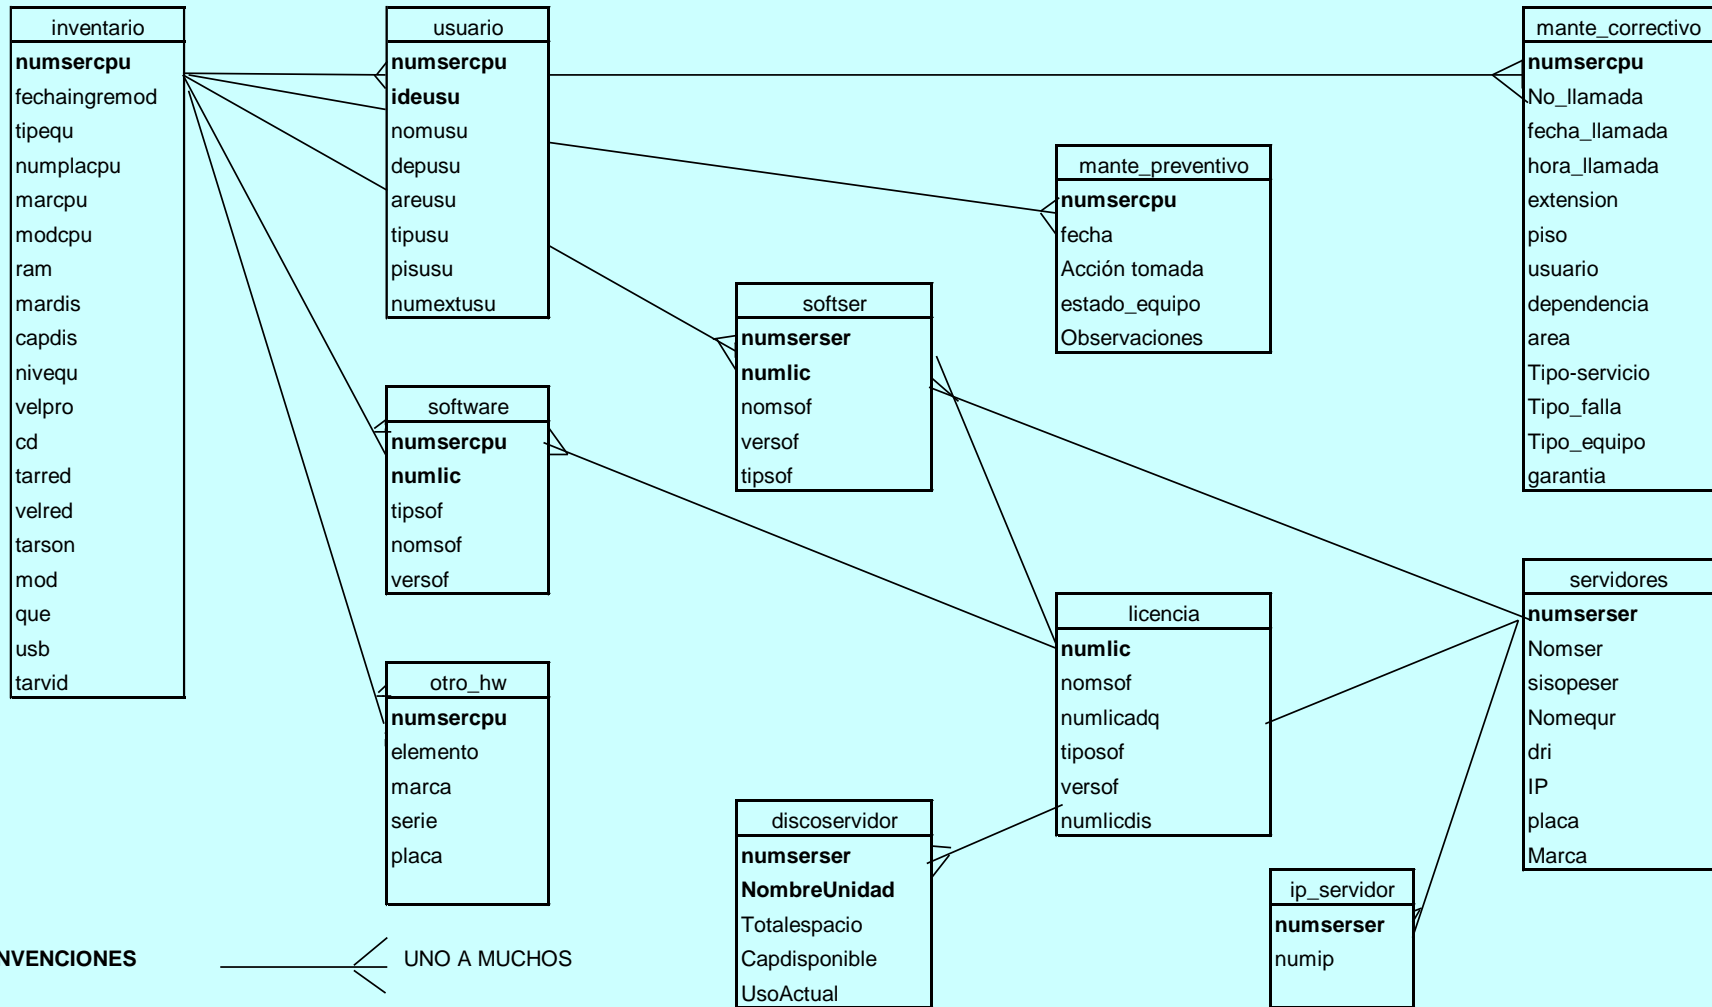 inventario
numsercpu
fechaingremod
tipequ
numplacpu
marcpu
modcpu
ram
mardis
capdis
nivequ
velpro
cd
tarred
velred
tarson
mod
que
usb
tarvid
usuario
numsercpu
ideusu
nomusu
depusu
areusu
tipusu
pisusu
numextusu
software
numsercpu
numlic
tipsof
nomsof
versof
otro_hw
numsercpu
elemento
marca
serie
placa
softser
numserser
numlic
nomsof
versof
tipsof
discoservidor
numserser
NombreUnidad
Totalespacio
Capdisponible
UsoActual
mante_preventivo
numsercpu
fecha
Acción tomada
estado_equipo
Observaciones
licencia
numlic
nomsof
numlicadq
tiposof
versof
numlicdis
ip_servidor
numserser
numip
mante_correctivo
numsercpu
No_llamada
fecha_llamada
hora_llamada
extension
piso
usuario
dependencia
area
Tipo-servicio
Tipo_falla
Tipo_equipo
garantia
servidores
numserser
Nomser
sisopeser
Nomequr
dri
IP
placa
Marca
NVENCIONES
UNO A MUCHOS